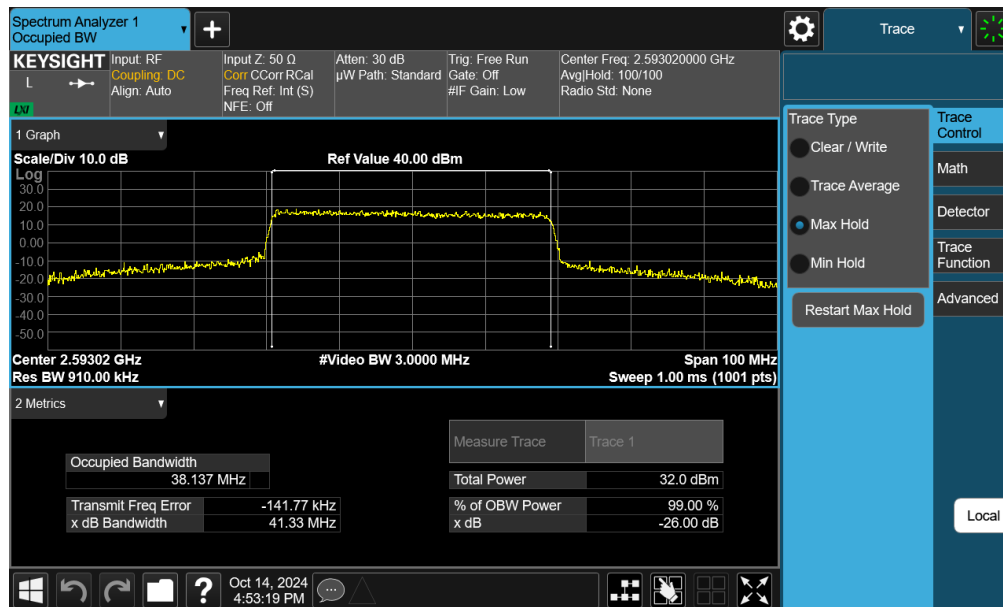 Spectrum Analyzer 1
Occupied BW
KEYSIGHT
L
LXI
Input: RF
Coupling: DC
Align: Auto
Input Z: 50 Ω
Corr CCorr RCal
Freq Ref: Int (S)
NFE: Off
Atten: 30 dB
µW Path: Standard
Trig: Free Run
Gate: Off
#IF Gain: Low
Center Freq: 2.593020000 GHz
Avg|Hold: 100/100
Radio Std: None
1 Graph
Scale/Div 10.0 dB
Ref Value 40.00 dBm
Log
30.0
20.0
10.0
0.00
-10.0
-20.0
-30.0
-40.0
-50.0
Center 2.59302 GHz
#Video BW 3.0000 MHz
Span 100 MHz
Res BW 910.00 kHz
Sweep 1.00 ms (1001 pts)
2 Metrics
Measure Trace
Trace 1
Occupied Bandwidth
38.137 MHz
Total Power
32.0 dBm
Transmit Freq Error
-141.77 kHz
% of OBW Power
99.00 %
x dB Bandwidth
41.33 MHz
x dB
-26.00 dB
Oct 14, 2024
4:53:19 PM
Trace
Trace Type
Clear / Write
Trace Average
Max Hold
Min Hold
Restart Max Hold
Trace
Control
Math
Detector
Trace
Function
Advanced
Local